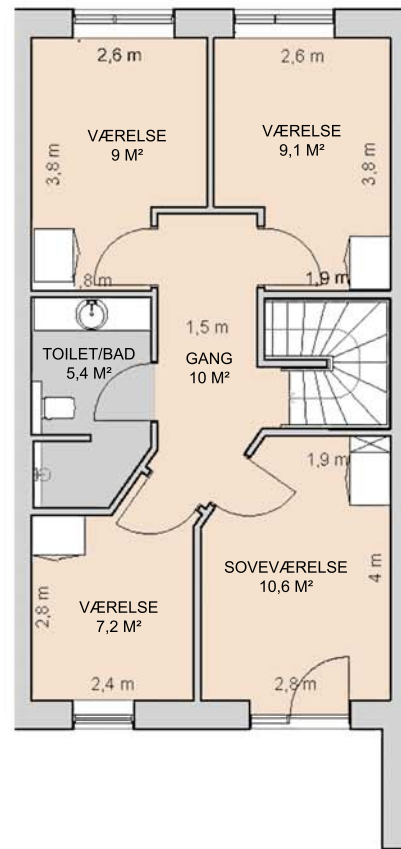 2,6 m
2,6 m
VÆRELSE
9 M²
VÆRELSE
9,1 M²
3,8 m
3,8 m
,8 m
1,9 m
1,5 m
TOILET/BAD
5,4 M²
GANG
10 M²
1,9 m
SOVEVÆRELSE
10,6 M²
4 m
2,8 m
VÆRELSE
7,2 M²
2,4 m
2,8 m